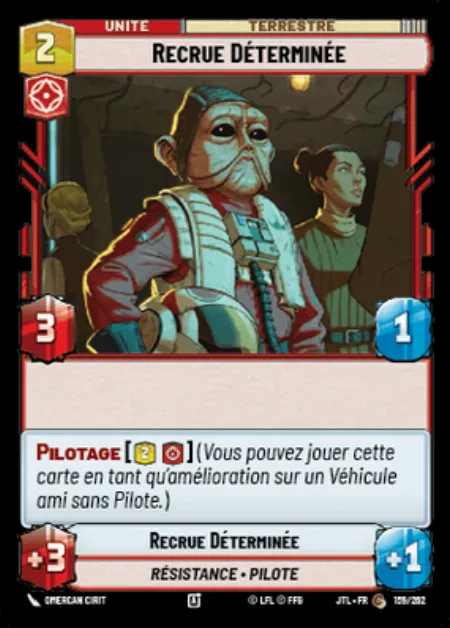 UNITÉ
TERRESTRE
2
RECRUE DÉTERMINÉE
3
1
PILOTAGE [2] (Vous pouvez jouer cette
carte en tant qu'amélioration sur un Véhicule
ami sans Pilote.)
RECRUE DÉTERMINÉE
+3
+1
RÉSISTANCE • PILOTE
OMERCAN CIRIT
A
© LFL © FFG
JTL • FR
C
159/262